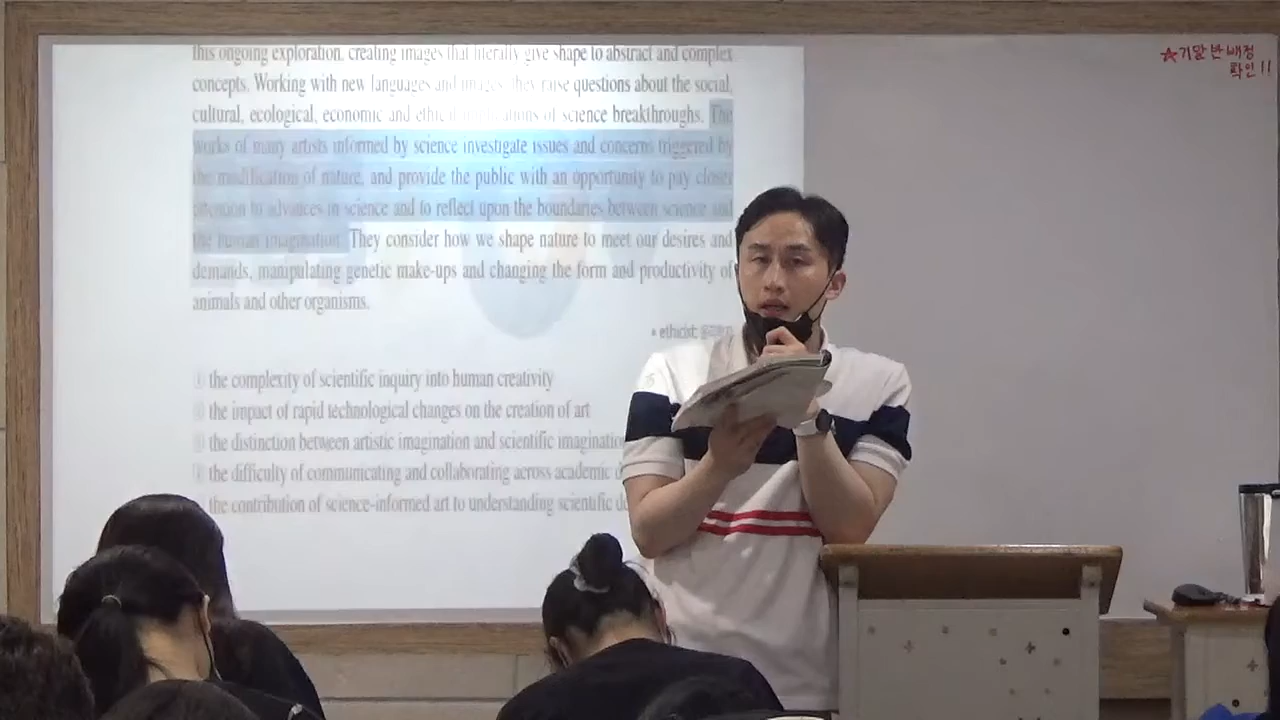 this ongoing exploration, creating images that literally give shape to abstract and complex
concepts. Working with new languages and images, they raise questions about the social,
cultural, ecological, economic and ethical implications of science breakthroughs. The
works of many artists informed by science investigate issues and concerns triggered by
the modification of nature, and provide the public with an opportunity to pay closer
attention to advances in science and to reflect upon the boundaries between science and
the human imagination. They consider how we shape nature to meet our desires and
demands, manipulating genetic make-ups and changing the form and productivity of
animals and other organisms.
* ethicist:
① the complexity of scientific inquiry into human creativity
② the impact of rapid technological changes on the creation of art
③ the distinction between artistic imagination and scientific imaginatio
④ the difficulty of communicating and collaborating across academic
the contribution of science-informed art to understanding scientific
☆기말 반 배정
확인!!